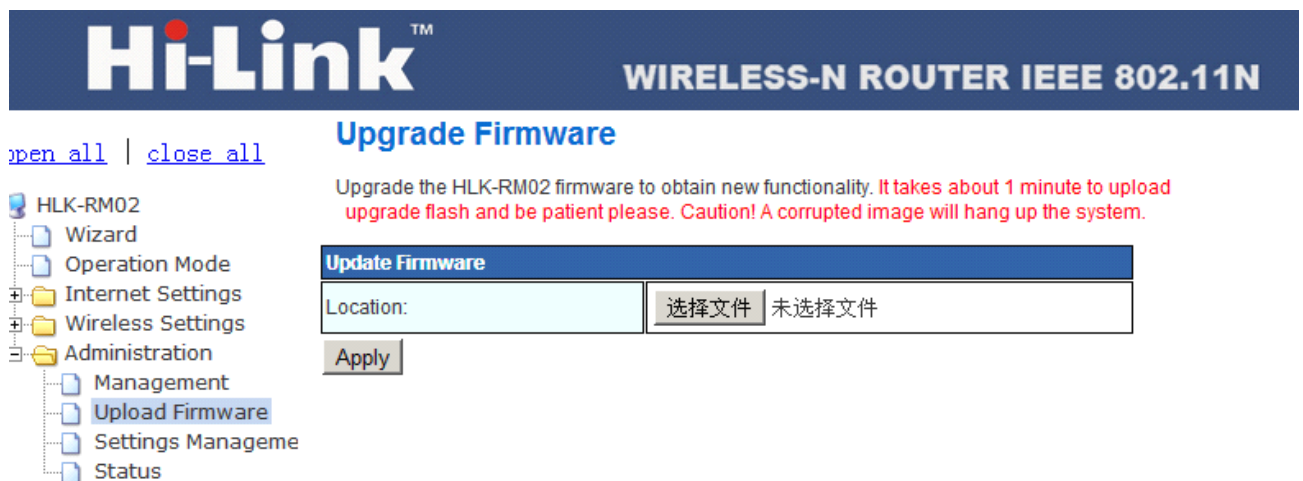 Hi-Link™
WIRELESS-N ROUTER IEEE 802.11N
open all | close all
HLK-RM02
Wizard
Operation Mode
Internet Settings
Wireless Settings
Administration
Management
Upload Firmware
Settings Manageme
Status
Upgrade Firmware
Upgrade the HLK-RM02 firmware to obtain new functionality. It takes about 1 minute to upload
upgrade flash and be patient please. Caution! A corrupted image will hang up the system.
Update Firmware
Location: 选择文件 未选择文件
Apply